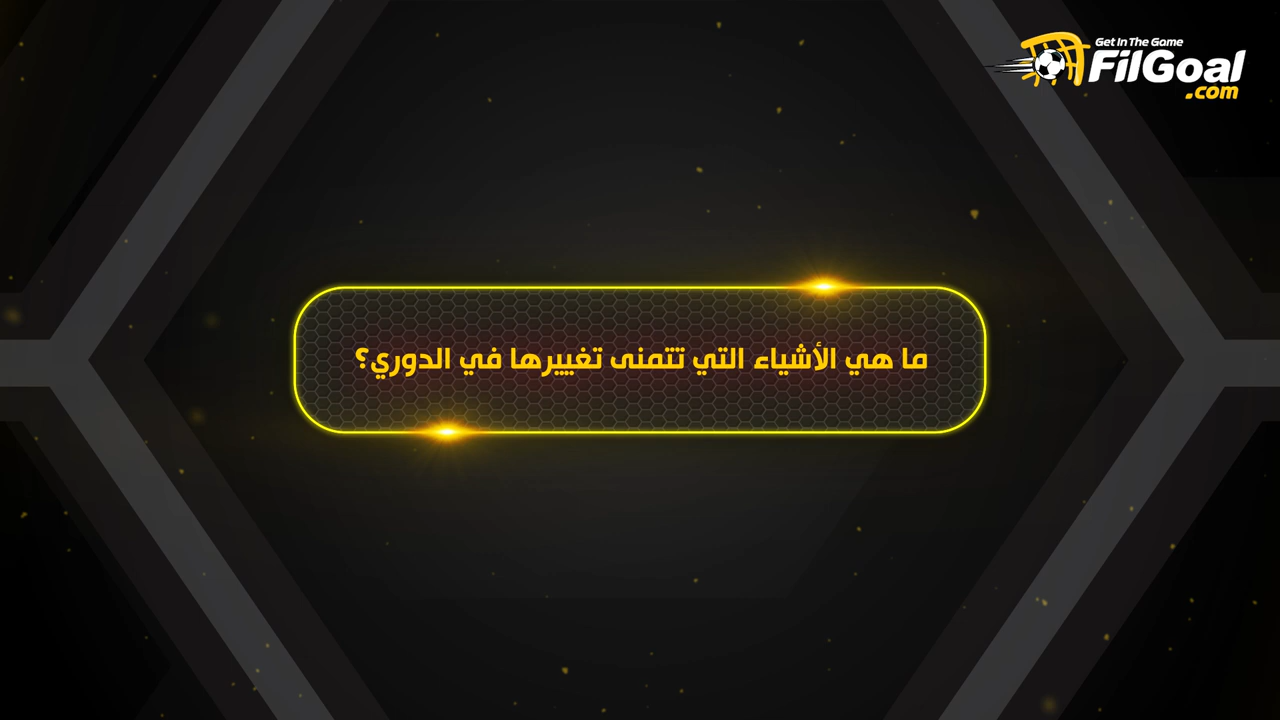 Get In The Game
FilGoal
.com
ما هي الأشياء التي تتمنى تغييرها في الدوري؟